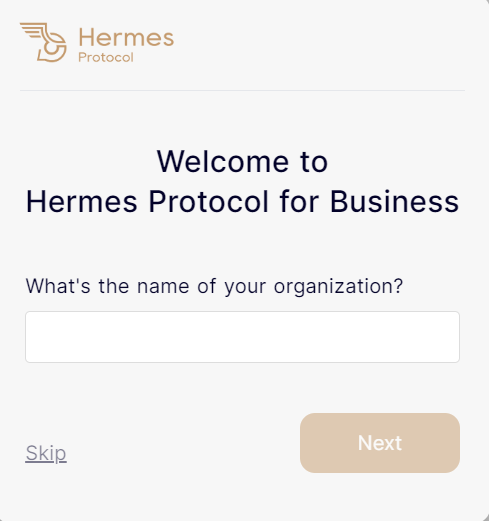 Hermes
Protocol
Welcome to
Hermes Protocol for Business
What's the name of your organization?
Skip
Next